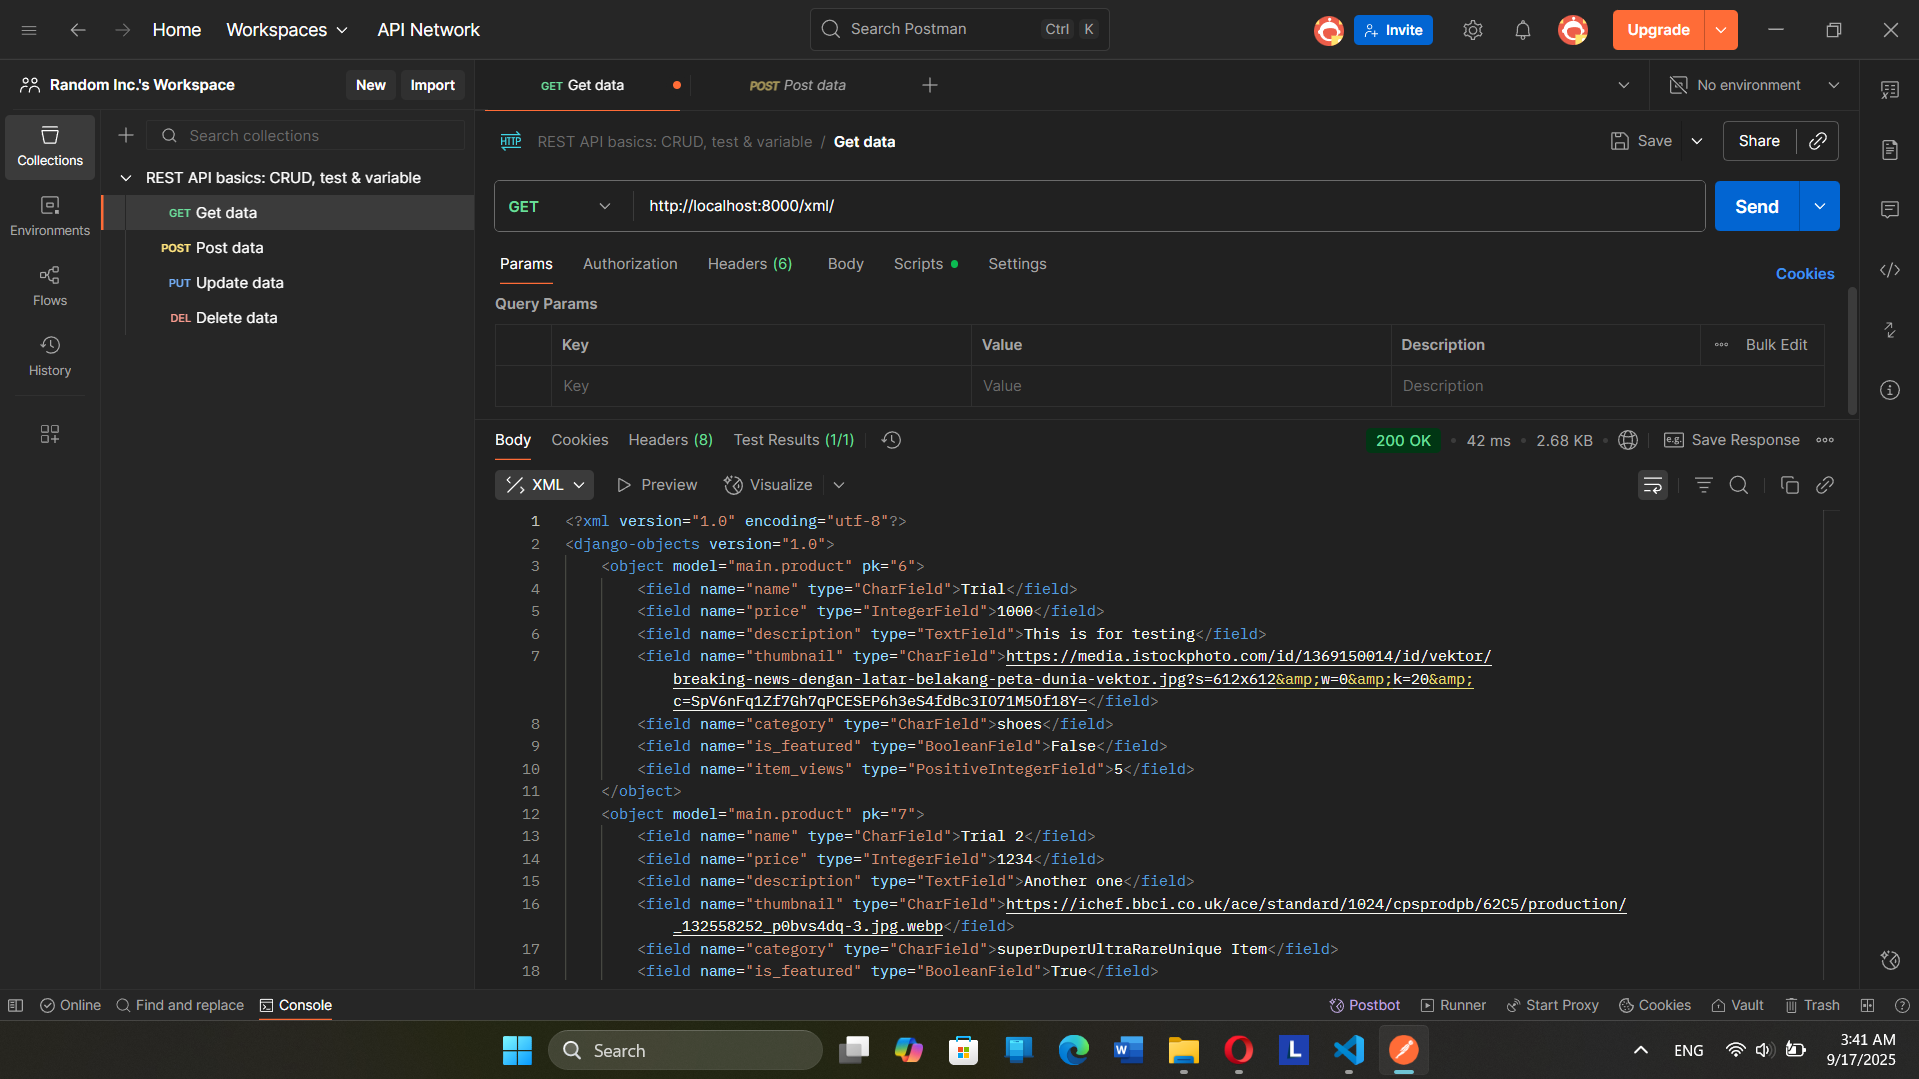 Home Workspaces API Network Search Postman Ctrl K Invite Upgrade
Random Inc.'s Workspace New Import GET Get data POST Post data No environment
Collections
Environments
Flows
History
Search collections
REST API basics: CRUD, test & variable
GET Get data
POST Post data
PUT Update data
DEL Delete data
HTTP REST API basics: CRUD, test & variable / Get data Save Share
GET http://localhost:8000/xml/ Send
Params Authorization Headers (6) Body Scripts Settings Cookies
Query Params
Key Value Description Bulk Edit
Key Value Description
Body Cookies Headers (8) Test Results (1/1) 200 OK 42 ms 2.68 KB e.g. Save Response
XML Preview Visualize
1 <?xml version="1.0" encoding="utf-8"?>
2 <django-objects version="1.0">
3 <object model="main.product" pk="6">
4 <field name="name" type="CharField">Trial</field>
5 <field name="price" type="IntegerField">1000</field>
6 <field name="description" type="TextField">This is for testing</field>
7 <field name="thumbnail" type="CharField">https://media.istockphoto.com/id/1369150014/id/vektor/
breaking-news-dengan-latar-belakang-peta-dunia-vektor.jpg?s=612x612&amp;w=0&amp;k=20&amp;
c=SpV6nFq1Zf7Gh7qPCESEP6h3eS4fdBc3IO71M5Of18Y=</field>
8 <field name="category" type="CharField">shoes</field>
9 <field name="is_featured" type="BooleanField">False</field>
10 <field name="item_views" type="PositiveIntegerField">5</field>
11 </object>
12 <object model="main.product" pk="7">
13 <field name="name" type="CharField">Trial 2</field>
14 <field name="price" type="IntegerField">1234</field>
15 <field name="description" type="TextField">Another one</field>
16 <field name="thumbnail" type="CharField">https://ichef.bbci.co.uk/ace/standard/1024/cpsprodpb/62C5/production/
_132558252_p0bvs4dq-3.jpg.webp</field>
17 <field name="category" type="CharField">superDuperUltraRareUnique Item</field>
18 <field name="is_featured" type="BooleanField">True</field>
Online Find and replace Console Postbot Runner Start Proxy Cookies Vault Trash
Search W L ENG 3:41 AM
9/17/2025